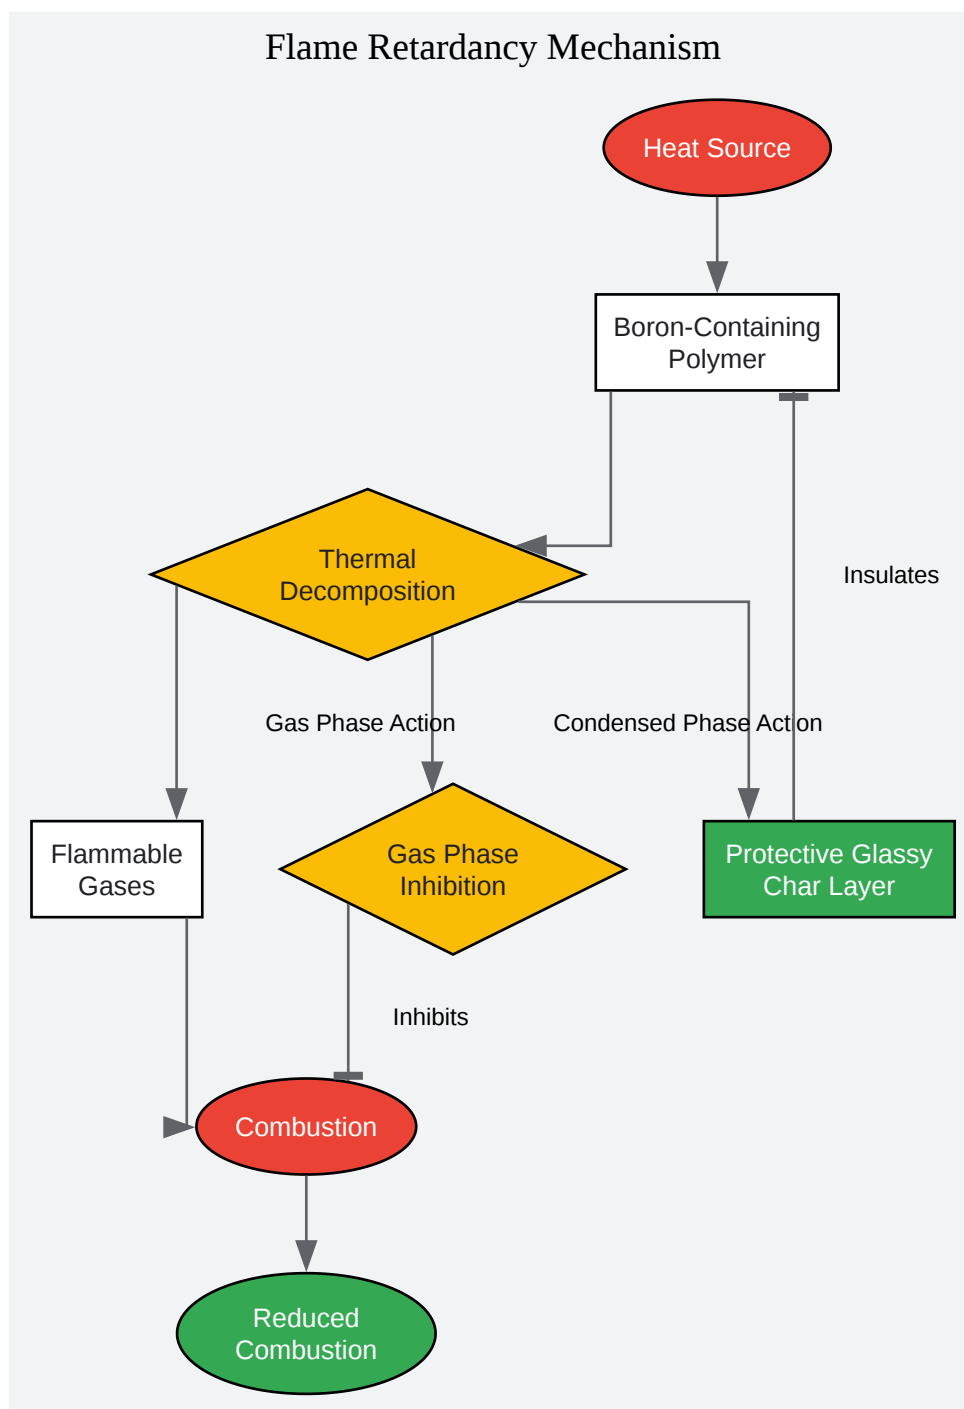 Flame Retardancy Mechanism
Heat Source
Boron-Containing
Polymer
Thermal
Decomposition
Insulates
Gas Phase Action
Condensed Phase Action
Flammable
Gases
Gas Phase
Inhibition
Protective Glassy
Char Layer
Inhibits
Combustion
Reduced
Combustion